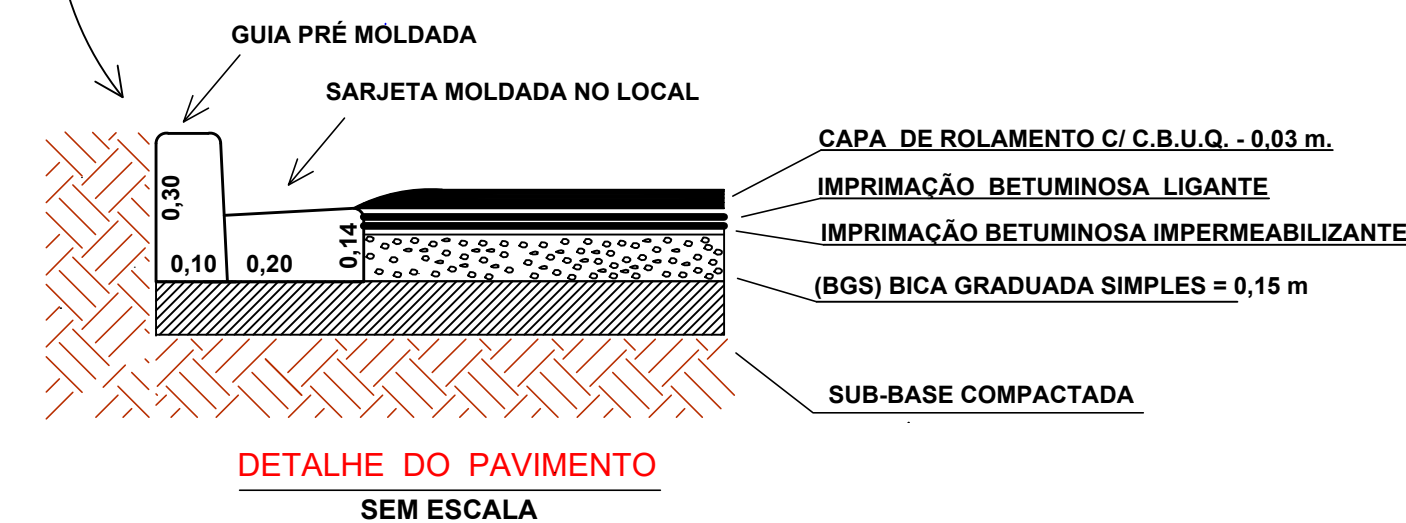 GUIA PRÉ MOLDADA
SARJETA MOLDADA NO LOCAL
CAPA DE ROLAMENTO C/ C.B.U.Q. - 0,03 m.
IMPRIMAÇÃO BETUMINOSA LIGANTE
IMPRIMAÇÃO BETUMINOSA IMPERMEABILIZANTE
(BGS) BICA GRADUADA SIMPLES = 0,15 m
SUB-BASE COMPACTADA
0,30
0,10
0,20
0,14
DETALHE DO PAVIMENTO
SEM ESCALA